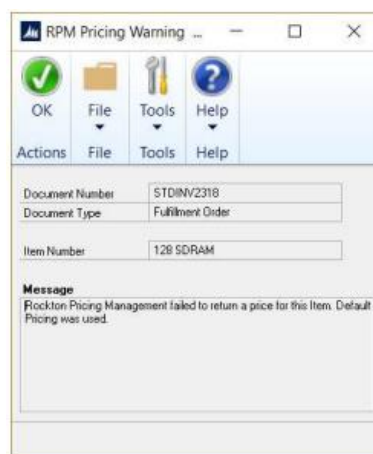 RPM Pricing Warning ...
OK
File
Tools
Help
Actions
File
Tools
Help
Document Number STDINV2318
Document Type Fulfillment Order
Item Number 128 SDRAM
Message
Rockton Pricing Management failed to return a price for this Item. Default
Pricing was used.